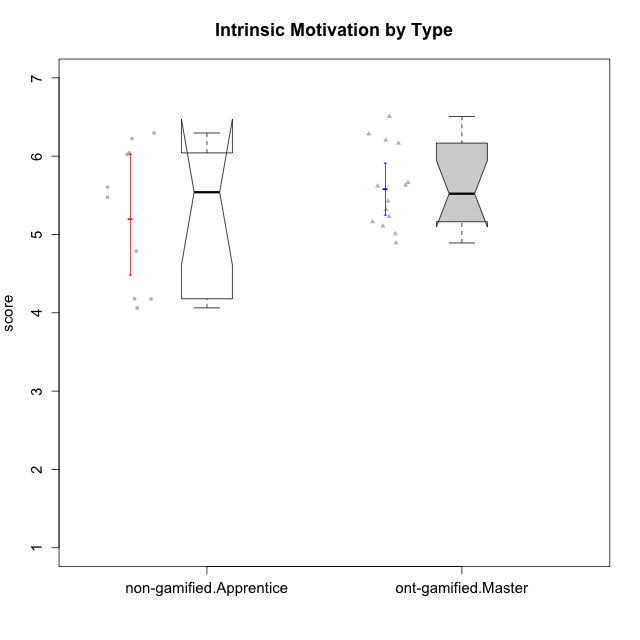 Intrinsic Motivation by Type
7
6
5
4
3
2
1
score
non-gamified.Apprentice
ont-gamified.Master